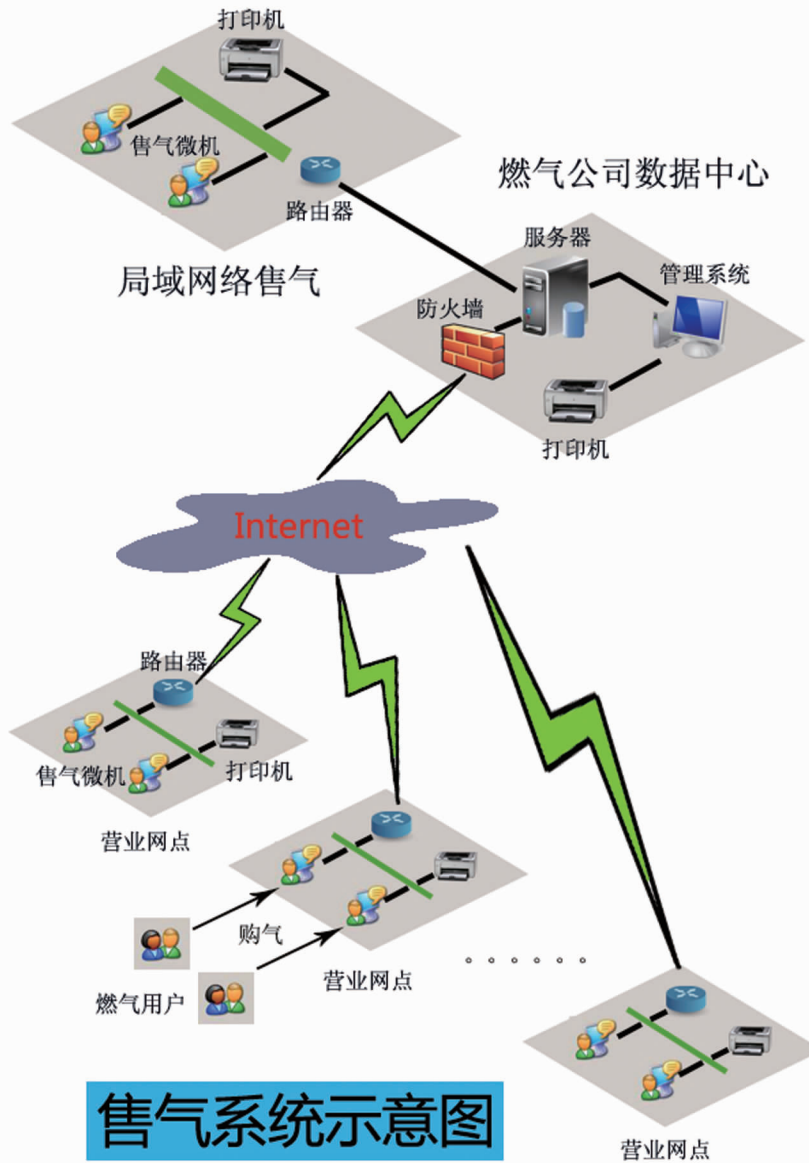 打印机
售气微机
路由器
局域网络售气
燃气公司数据中心
服务器
管理系统
防火墙
打印机
Internet
路由器
售气微机
打印机
营业网点
购气
燃气用户
营业网点
。。。。。。
营业网点
售气系统示意图